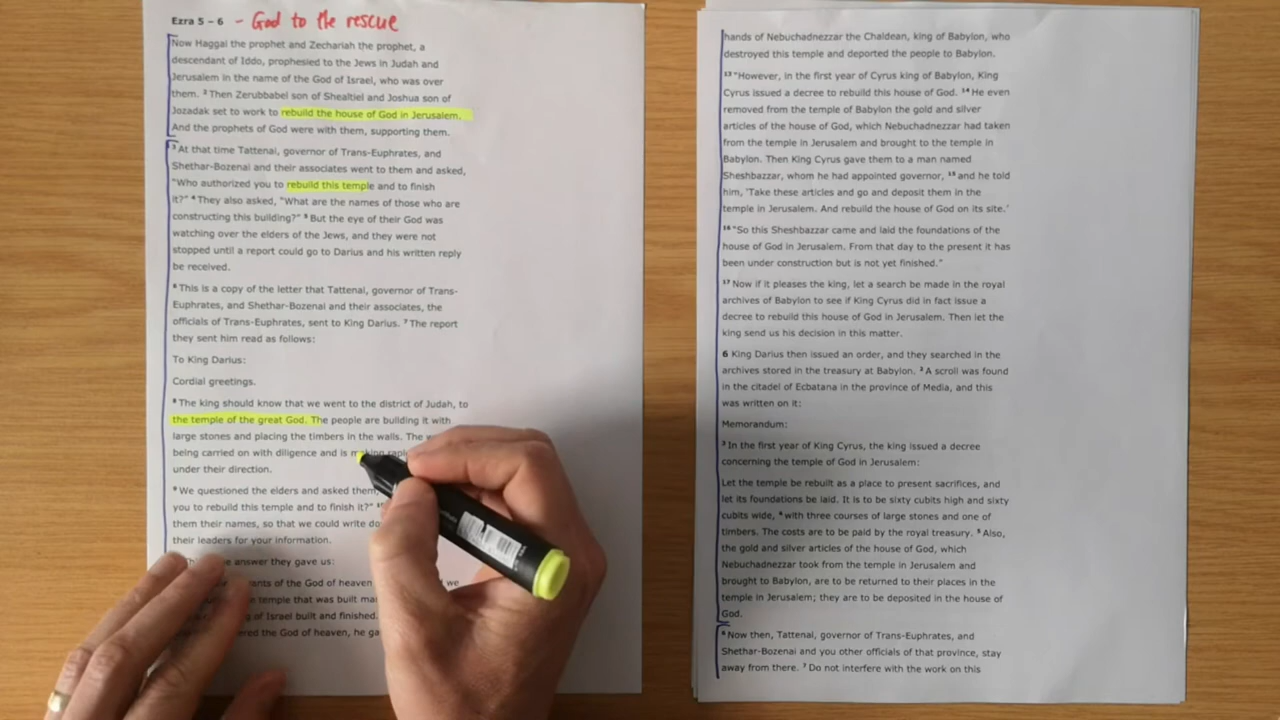 Ezra 5 – 6 - God to the rescue
Now Haggai the prophet and Zechariah the prophet, a
descendant of Iddo, prophesied to the Jews in Judah and
Jerusalem in the name of the God of Israel, who was over
them. 2 Then Zerubbabel son of Shealtiel and Joshua son of
Jozadak set to work to rebuild the house of God in Jerusalem.
And the prophets of God were with them, supporting them.
3 At that time Tattenai, governor of Trans-Euphrates, and
Shethar-Bozenai and their associates went to them and asked,
“Who authorized you to rebuild this temple and to finish
it?” 4 They also asked, “What are the names of those who are
constructing this building?” 5 But the eye of their God was
watching over the elders of the Jews, and they were not
stopped until a report could go to Darius and his written reply
be received.
6 This is a copy of the letter that Tattenai, governor of Trans-
Euphrates, and Shethar-Bozenai and their associates, the
officials of Trans-Euphrates, sent to King Darius. 7 The report
they sent him read as follows:
To King Darius:
Cordial greetings.
8 The king should know that we went to the district of Judah, to
the temple of the great God. The people are building it with
large stones and placing the timbers in the walls. The
being carried on with diligence and is making
under their direction.
9 We questioned the elders and asked them,
you to rebuild this temple and to finish it?”
them their names, so that we could write
their leaders for your information.
answer they gave us:
of the God of heaven we
temple that was built
of Israel built and finished.
the God of heaven, he
hands of Nebuchadnezzar the Chaldean, king of Babylon, who
destroyed this temple and deported the people to Babylon.
13 “However, in the first year of Cyrus king of Babylon, King
Cyrus issued a decree to rebuild this house of God. 14 He even
removed from the temple of Babylon the gold and silver
articles of the house of God, which Nebuchadnezzar had taken
from the temple in Jerusalem and brought to the temple in
Babylon. Then King Cyrus gave them to a man named
Sheshbazzar, whom he had appointed governor, 15 and he told
him, ‘Take these articles and go and deposit them in the
temple in Jerusalem. And rebuild the house of God on its site.’
16 “So this Sheshbazzar came and laid the foundations of the
house of God in Jerusalem. From that day to the present it has
been under construction but is not yet finished.”
17 Now if it pleases the king, let a search be made in the royal
archives of Babylon to see if King Cyrus did in fact issue a
decree to rebuild this house of God in Jerusalem. Then let the
king send us his decision in this matter.
6 King Darius then issued an order, and they searched in the
archives stored in the treasury at Babylon. 2 A scroll was found
in the citadel of Ecbatana in the province of Media, and this
was written on it:
Memorandum:
3 In the first year of King Cyrus, the king issued a decree
concerning the temple of God in Jerusalem:
Let the temple be rebuilt as a place to present sacrifices, and
let its foundations be laid. It is to be sixty cubits high and sixty
cubits wide, 4 with three courses of large stones and one of
timbers. The costs are to be paid by the royal treasury. 5 Also,
the gold and silver articles of the house of God, which
Nebuchadnezzar took from the temple in Jerusalem and
brought to Babylon, are to be returned to their places in the
temple in Jerusalem; they are to be deposited in the house of
God.
6 Now then, Tattenai, governor of Trans-Euphrates, and
Shethar-Bozenai and you other officials of that province, stay
away from there. 7 Do not interfere with the work on this